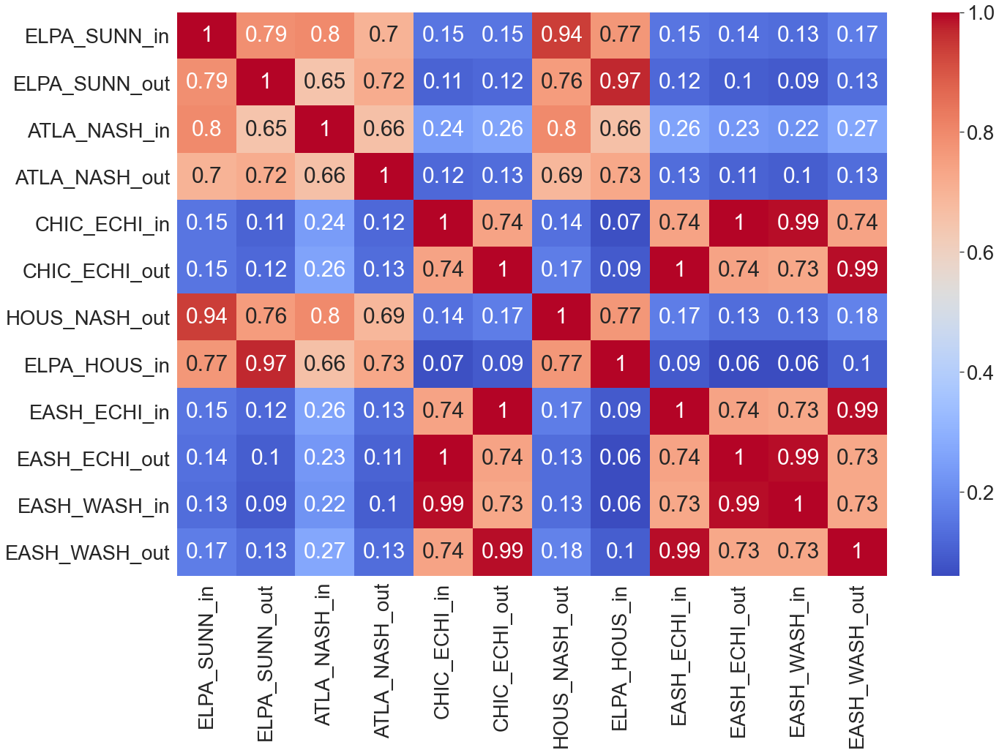 ELPA_SUNN_in 1 0.79 0.8 0.7 0.15 0.15 0.94 0.77 0.15 0.14 0.13 0.17
ELPA_SUNN_out 0.79 1 0.65 0.72 0.11 0.12 0.76 0.97 0.12 0.1 0.09 0.13
ATLA_NASH_in 0.8 0.65 1 0.66 0.24 0.26 0.8 0.66 0.26 0.23 0.22 0.27
ATLA_NASH_out 0.7 0.72 0.66 1 0.12 0.13 0.69 0.73 0.13 0.11 0.1 0.13
CHIC_ECHI_in 0.15 0.11 0.24 0.12 1 0.74 0.14 0.07 0.74 1 0.99 0.74
CHIC_ECHI_out 0.15 0.12 0.26 0.13 0.74 1 0.17 0.09 1 0.74 0.73 0.99
HOUS_NASH_out 0.94 0.76 0.8 0.69 0.14 0.17 1 0.77 0.17 0.13 0.13 0.18
ELPA_HOUS_in 0.77 0.97 0.66 0.73 0.07 0.09 0.77 1 0.09 0.06 0.06 0.1
EASH_ECHI_in 0.15 0.12 0.26 0.13 0.74 1 0.17 0.09 1 0.74 0.73 0.99
EASH_ECHI_out 0.14 0.1 0.23 0.11 1 0.74 0.13 0.06 0.74 1 0.99 0.73
EASH_WASH_in 0.13 0.09 0.22 0.1 0.99 0.73 0.13 0.06 0.73 0.99 1 0.73
EASH_WASH_out 0.17 0.13 0.27 0.13 0.74 0.99 0.18 0.1 0.99 0.73 0.73 1
ELPA_SUNN_in
ELPA_SUNN_out
ATLA_NASH_in
ATLA_NASH_out
CHIC_ECHI_in
CHIC_ECHI_out
HOUS_NASH_out
ELPA_HOUS_in
EASH_ECHI_in
EASH_ECHI_out
EASH_WASH_in
EASH_WASH_out
1.0
0.8
0.6
0.4
0.2